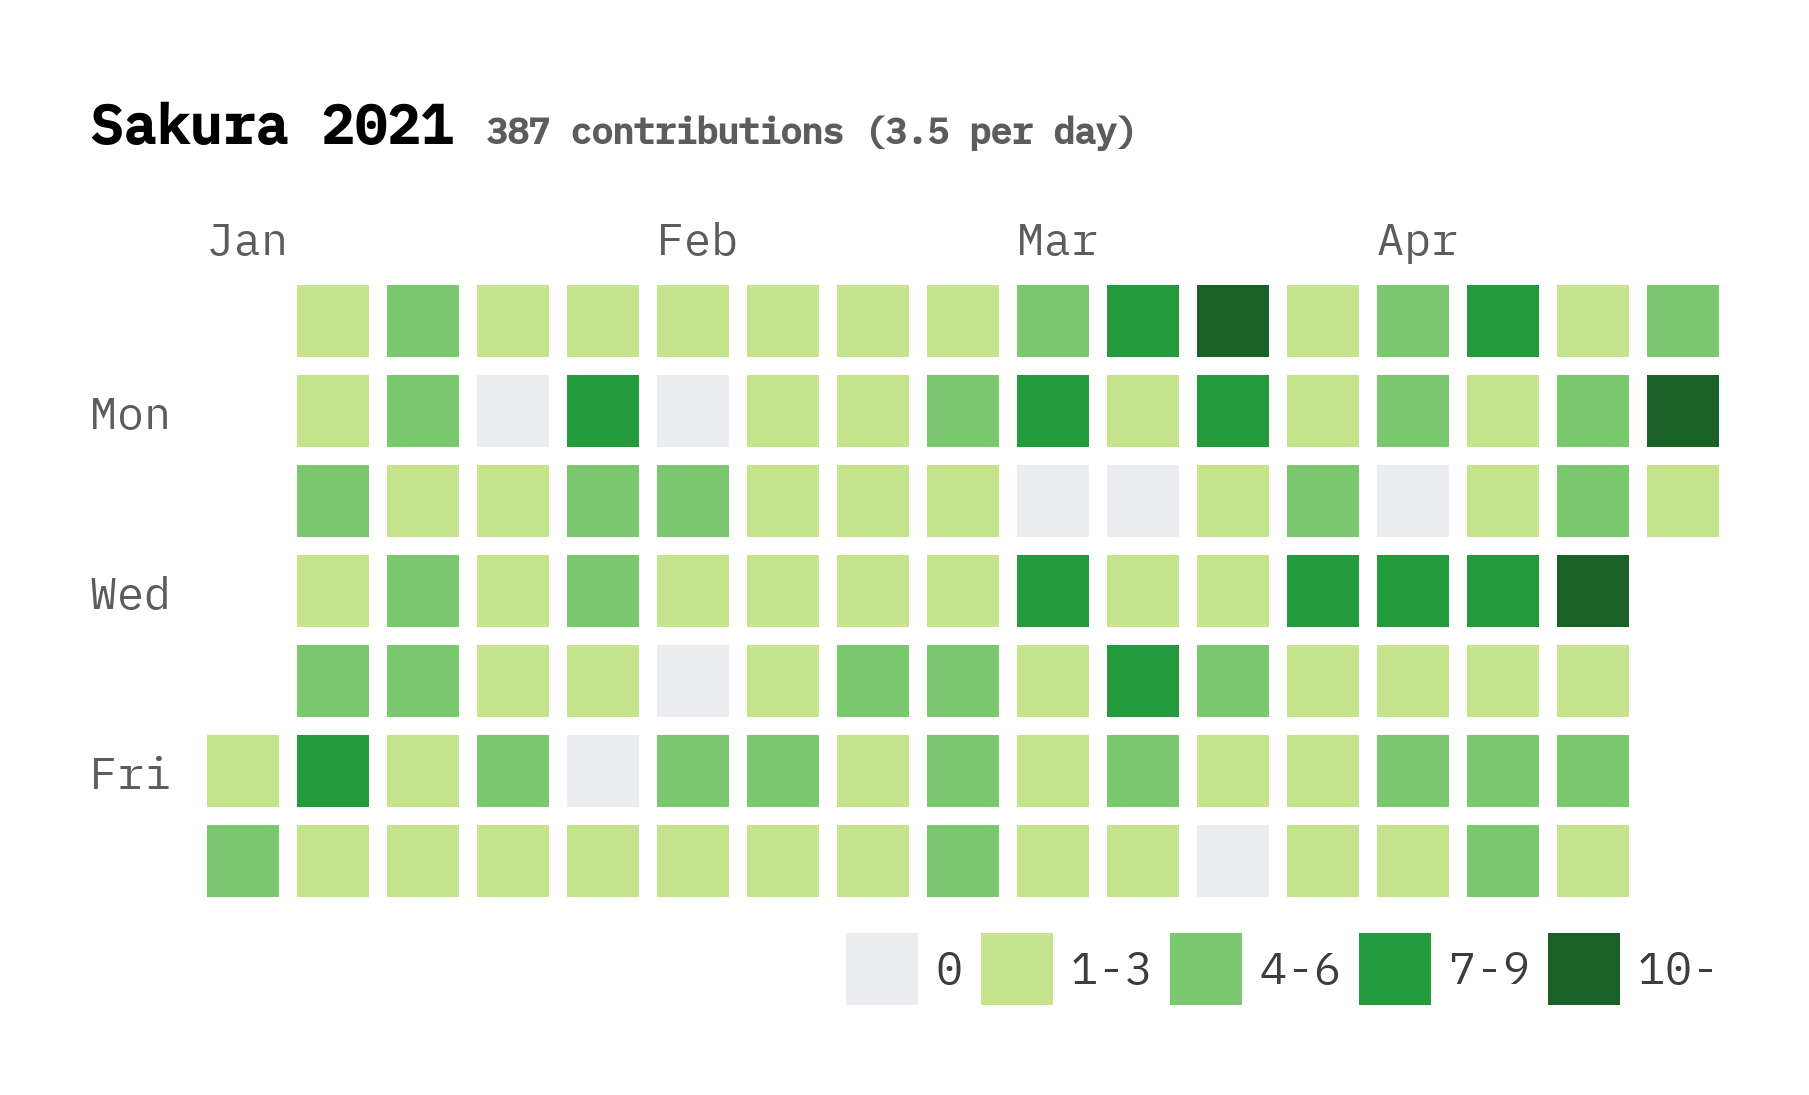 Sakura 2021 387 contributions (3.5 per day)
Jan Feb Mar Apr
Mon
Wed
Fri
0 1-3 4-6 7-9 10-